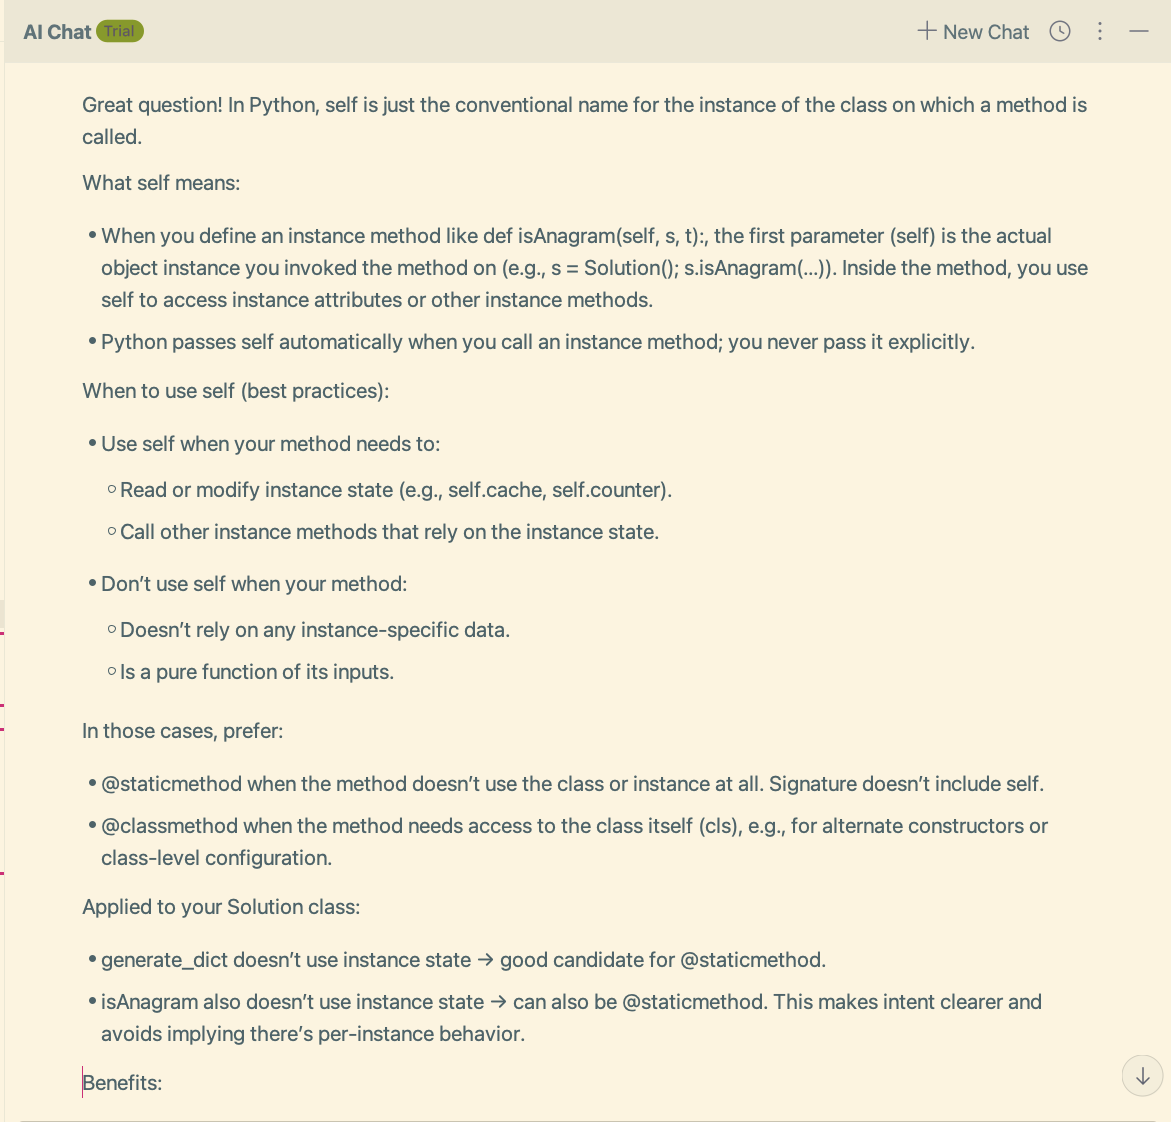 AI Chat Trial
New Chat
Great question! In Python, self is just the conventional name for the instance of the class on which a method is
called.
What self means:
• When you define an instance method like def isAnagram(self, s, t):, the first parameter (self) is the actual
object instance you invoked the method on (e.g., s = Solution(); s.isAnagram(...)). Inside the method, you use
self to access instance attributes or other instance methods.
• Python passes self automatically when you call an instance method; you never pass it explicitly.
When to use self (best practices):
• Use self when your method needs to:
○ Read or modify instance state (e.g., self.cache, self.counter).
○ Call other instance methods that rely on the instance state.
• Don’t use self when your method:
○ Doesn’t rely on any instance-specific data.
○ Is a pure function of its inputs.
In those cases, prefer:
• @staticmethod when the method doesn’t use the class or instance at all. Signature doesn’t include self.
• @classmethod when the method needs access to the class itself (cls), e.g., for alternate constructors or
class-level configuration.
Applied to your Solution class:
• generate_dict doesn’t use instance state → good candidate for @staticmethod.
• isAnagram also doesn’t use instance state → can also be @staticmethod. This makes intent clearer and
avoids implying there’s per-instance behavior.
Benefits: